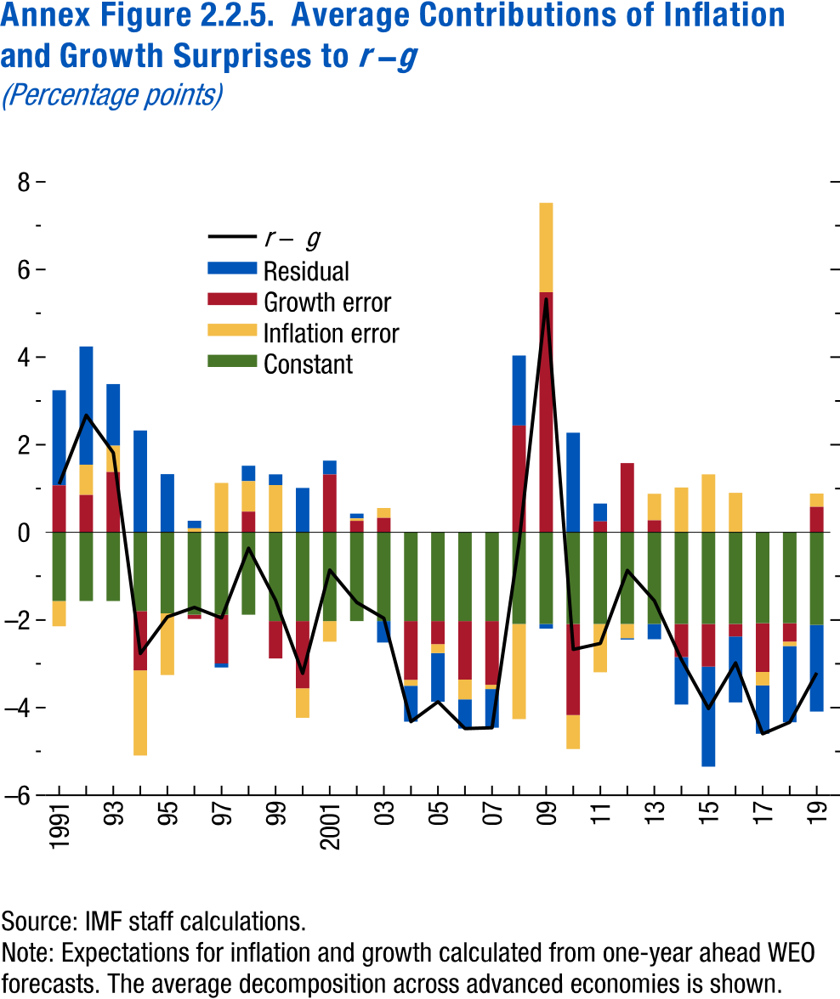 Annex Figure 2.2.5. Average Contributions of Inflation
and Growth Surprises to r – g
(Percentage points)
8
6
4
2
0
–2
–4
–6
r – g
Residual
Growth error
Inflation error
Constant
1991
93
95
97
99
2001
03
05
07
09
11
13
15
17
19
Source: IMF staff calculations.
Note: Expectations for inflation and growth calculated from one-year ahead WEO
forecasts. The average decomposition across advanced economies is shown.